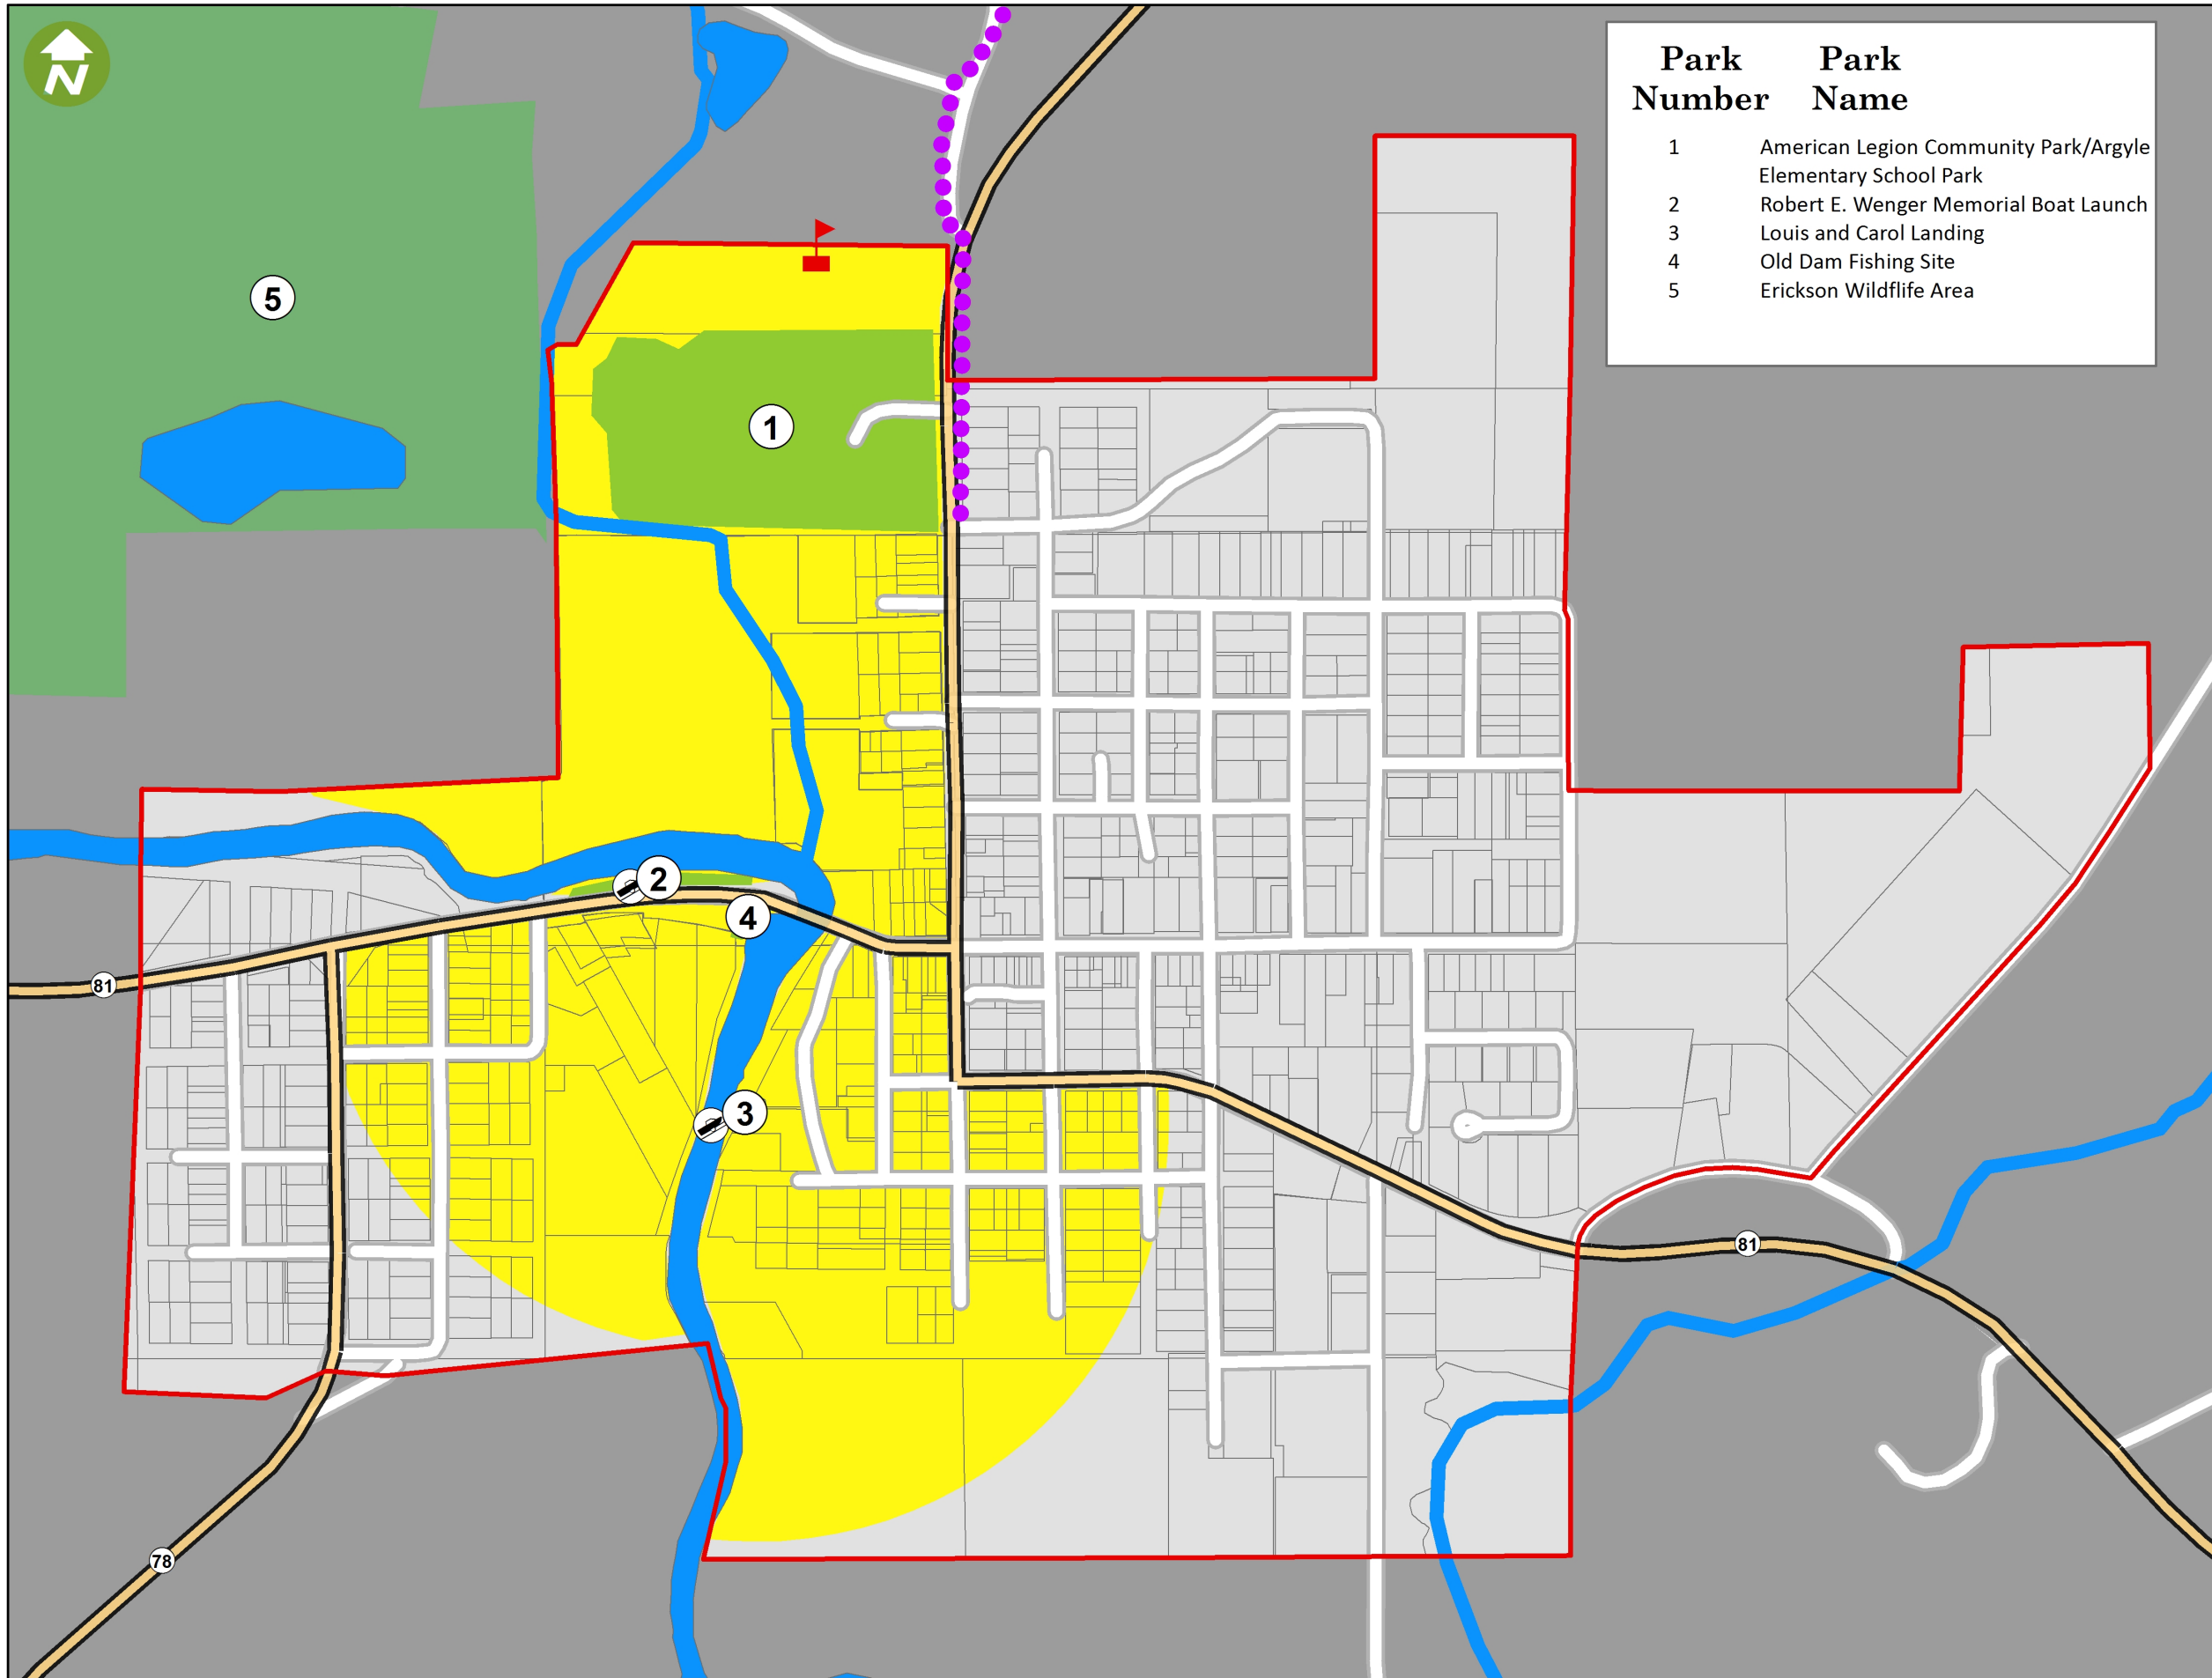 N
Park Park
Number Name
1 American Legion Community Park/Argyle
Elementary School Park
2 Robert E. Wenger Memorial Boat Launch
3 Louis and Carol Landing
4 Old Dam Fishing Site
5 Erickson Wildflife Area
5
1
2
4
81
3
81
78